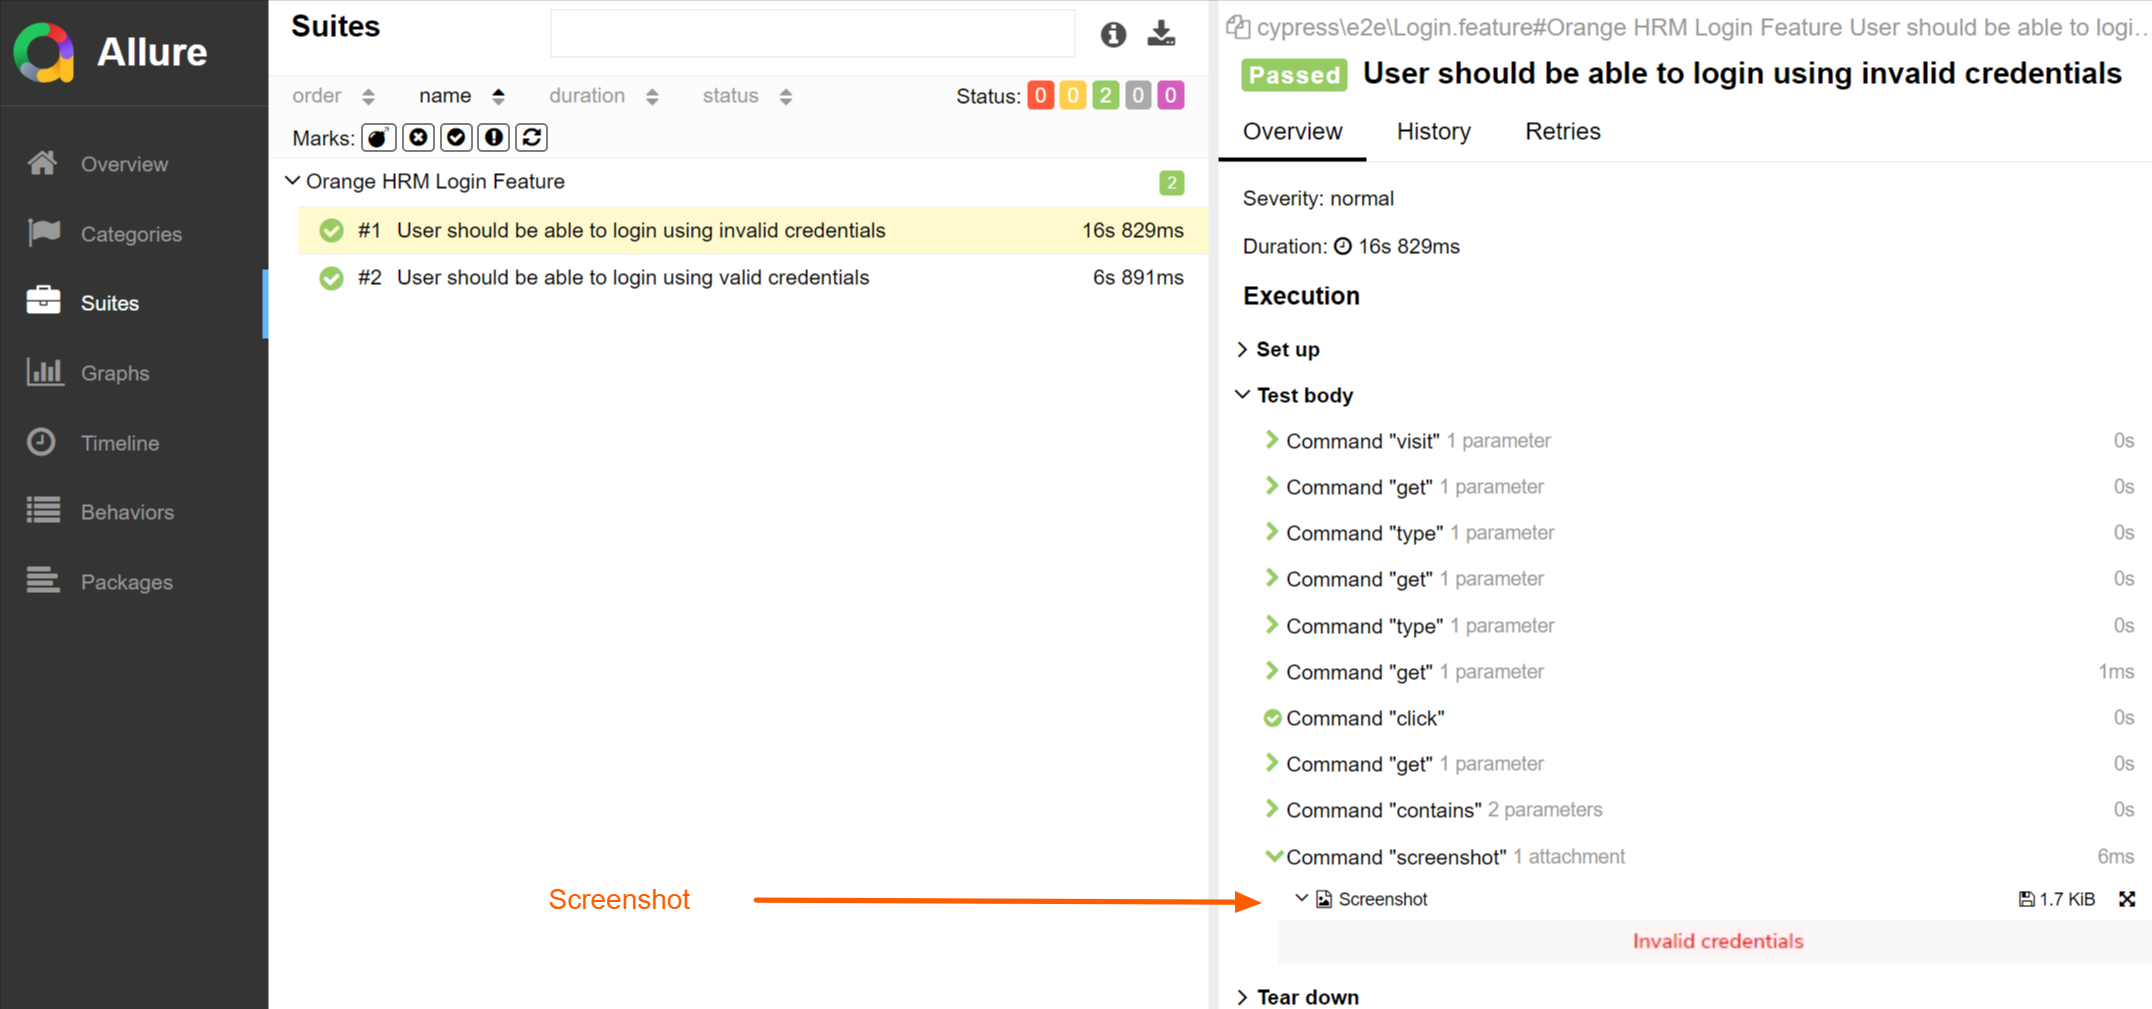 Allure
Overview
Categories
Suites
Graphs
Timeline
Behaviors
Packages
Suites
order name duration status Status: 0 0 2 0 0
Marks:
Orange HRM Login Feature 2
#1 User should be able to login using invalid credentials 16s 829ms
#2 User should be able to login using valid credentials 6s 891ms
Screenshot
cypress\e2e\Login.feature#Orange HRM Login Feature User should be able to logi...
Passed User should be able to login using invalid credentials
Overview History Retries
Severity: normal
Duration: 16s 829ms
Execution
Set up
Test body
Command "visit" 1 parameter 0s
Command "get" 1 parameter 0s
Command "type" 1 parameter 0s
Command "get" 1 parameter 0s
Command "type" 1 parameter 0s
Command "get" 1 parameter 1ms
Command "click" 0s
Command "get" 1 parameter 0s
Command "contains" 2 parameters 0s
Command "screenshot" 1 attachment 6ms
Screenshot 1.7 KiB
Invalid credentials
Tear down